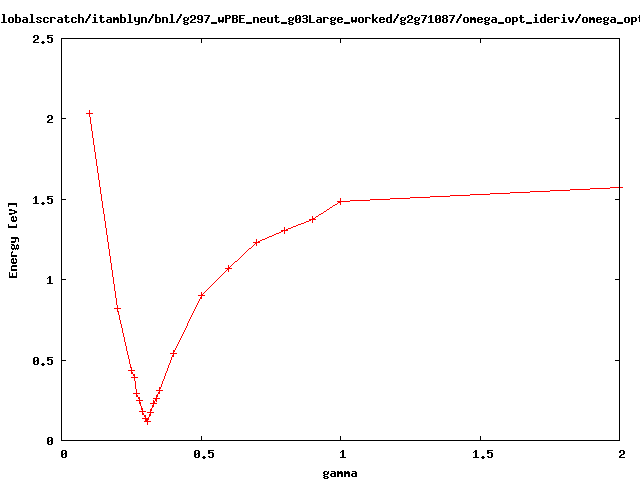 lobalscratch/itamblyn/bnl/g297_wPBE_neut_g03Large_worked/g2g71087/omega_opt_ideriv/omega_opt
2.5
2
1.5
1
0.5
0
Energy [eV]
0 0.5 1 1.5 2
gamma